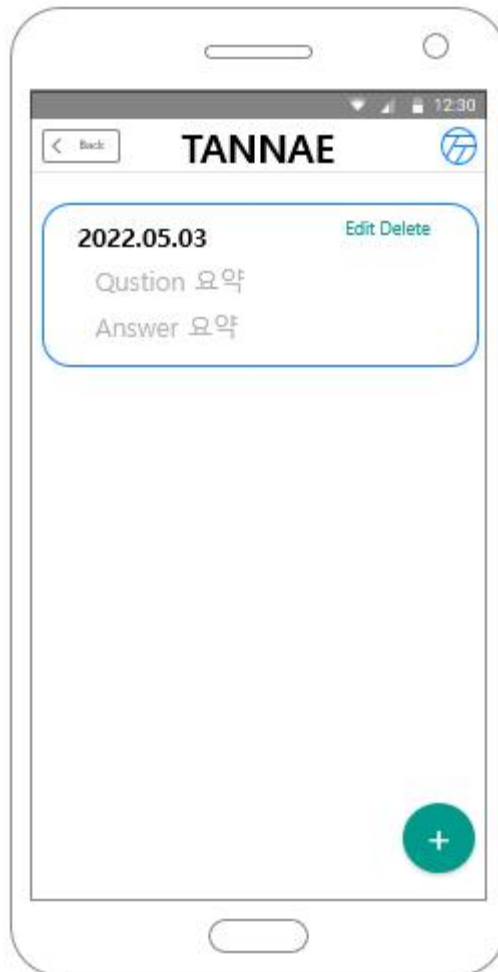 12:30
Back
TANNAE
2022.05.03
Edit Delete
Qustion 요약
Answer 요약
+